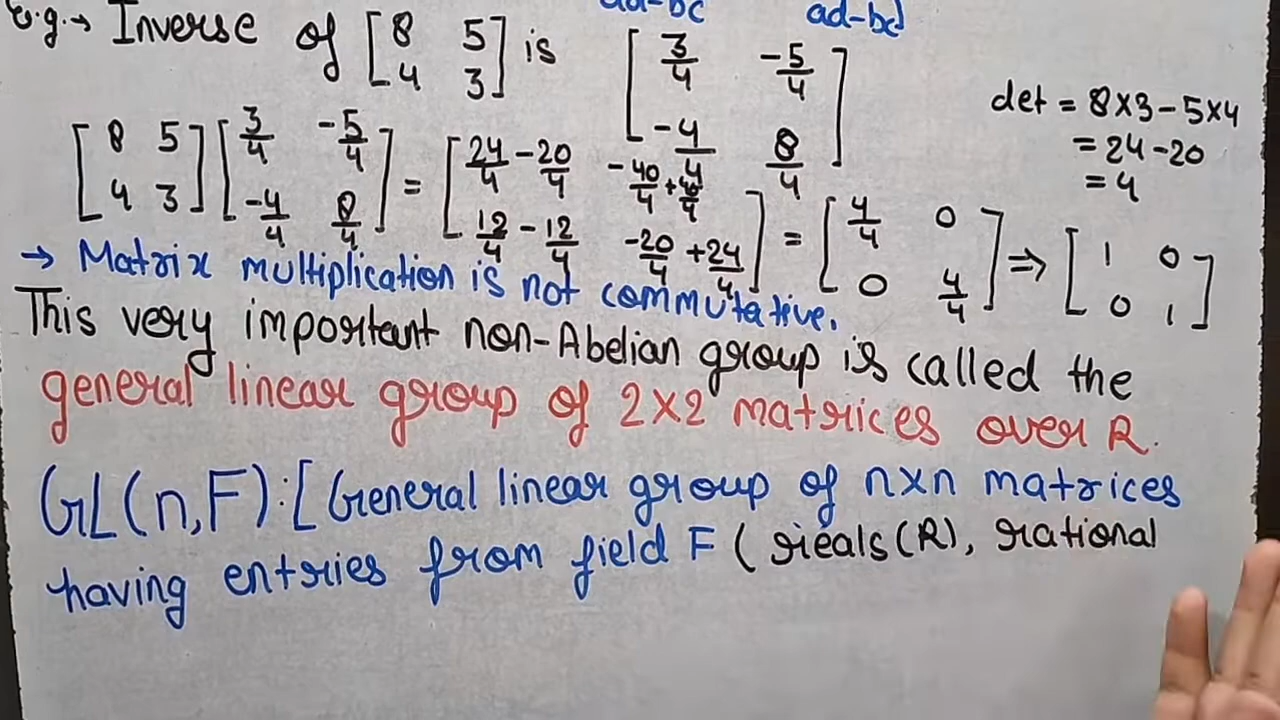 ad-bc ad-bd
e.g.→ Inverse of [8 5 4 3] is [3/4 -5/4 -4/4 8/4]
det = 8×3-5×4
= 24-20
= 4
[8 5 4 3] [3/4 -5/4 -4/4 8/4] = [24/4-20/4 -40/4+40/4 12/4-12/4 -20/4+24/4] = [4/4 0 0 4/4] ⇒ [1 0 0 1]
→ Matrix multiplication is not commutative.
This very important non-Abelian group is called the
general linear group of 2×2 matrices over R.
GL(n,F):[General linear group of n×n matrices
having entries from field F (reals(R), rational